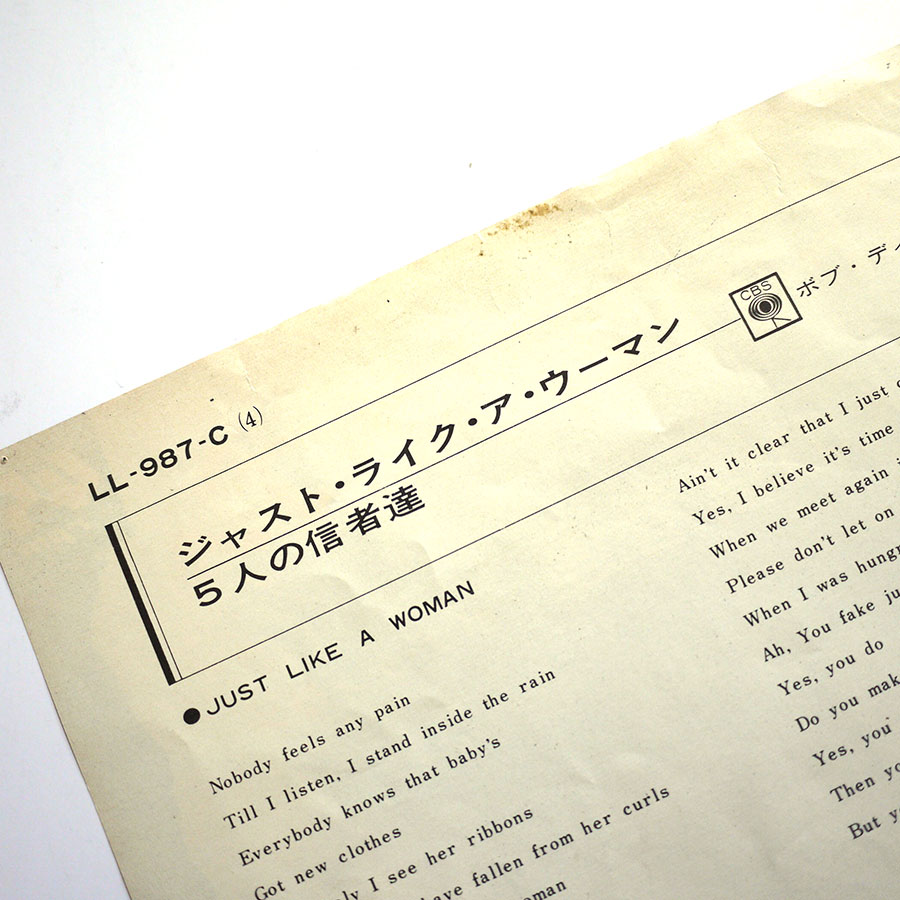 LL-987-C (4)
ジャスト・ライク・ア・ウーマン
5人の信者達
CBS
ボブ・ディ
●JUST LIKE A WOMAN
Nobody feels any pain
Till I listen, I stand inside the rain
Everybody knows that baby's
Got new clothes
I see her ribbons
have fallen from her curls
Ain't it clear that I just
Yes, I believe it's time
When we meet again
Please don't let on
When I was hungr
Ah, You fake ju
Yes, you do
Do you mak
Yes, you
Then yo
But y